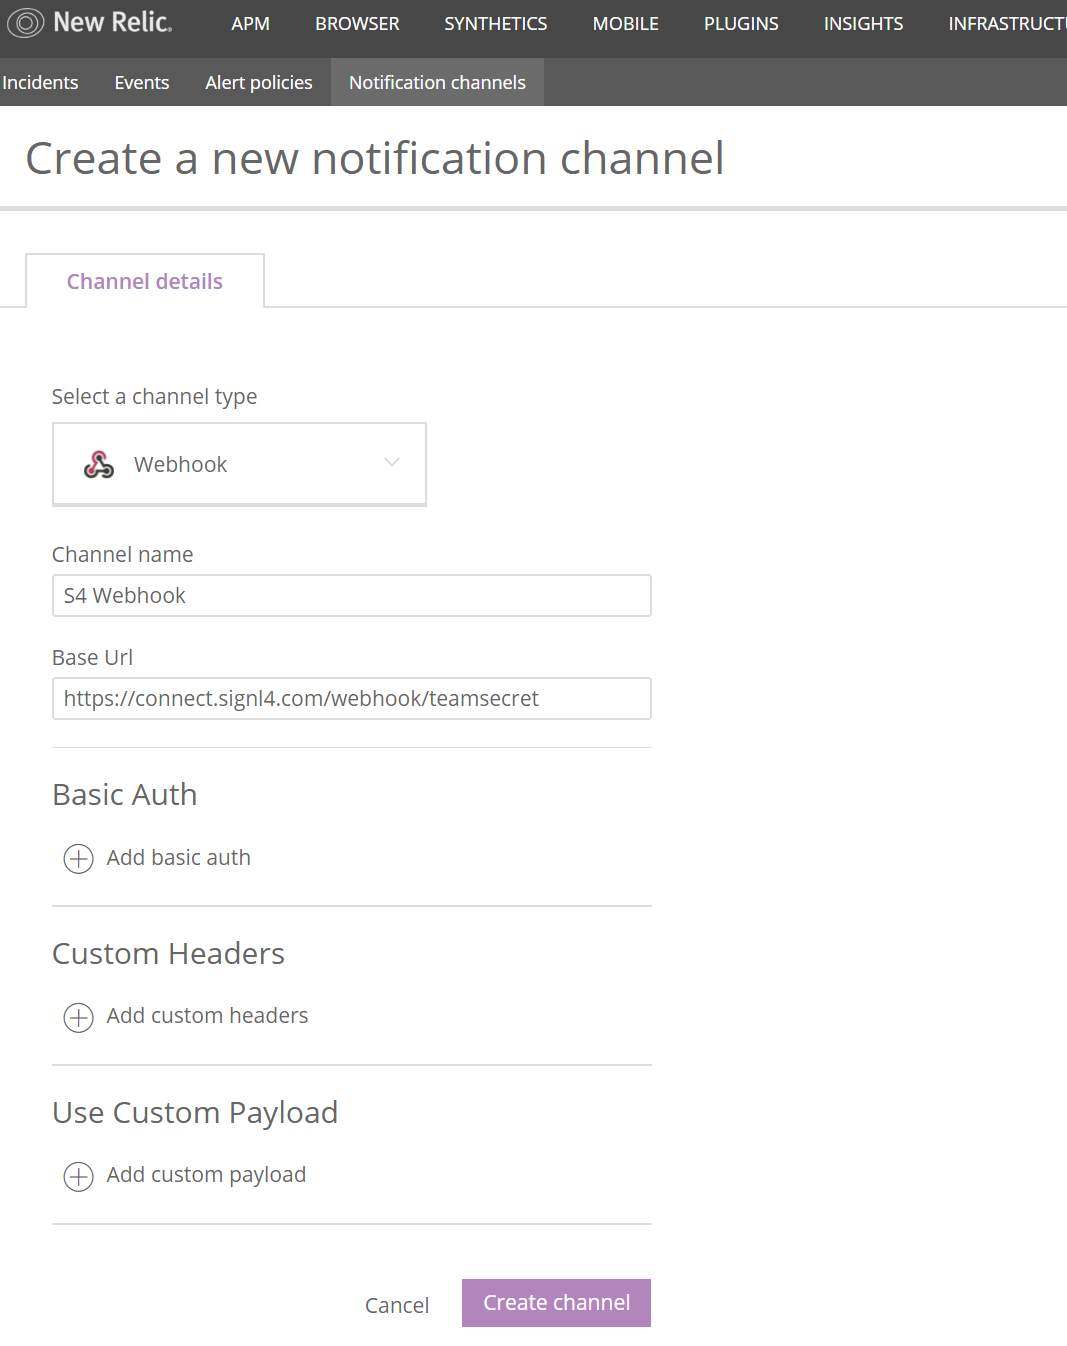 New Relic. APM BROWSER SYNTHETICS MOBILE PLUGINS INSIGHTS INFRASTRUCTU
Incidents Events Alert policies Notification channels
Create a new notification channel
Channel details
Select a channel type
Webhook
Channel name
S4 Webhook
Base Url
https://connect.signl4.com/webhook/teamsecret
Basic Auth
Add basic auth
Custom Headers
Add custom headers
Use Custom Payload
Add custom payload
Cancel Create channel